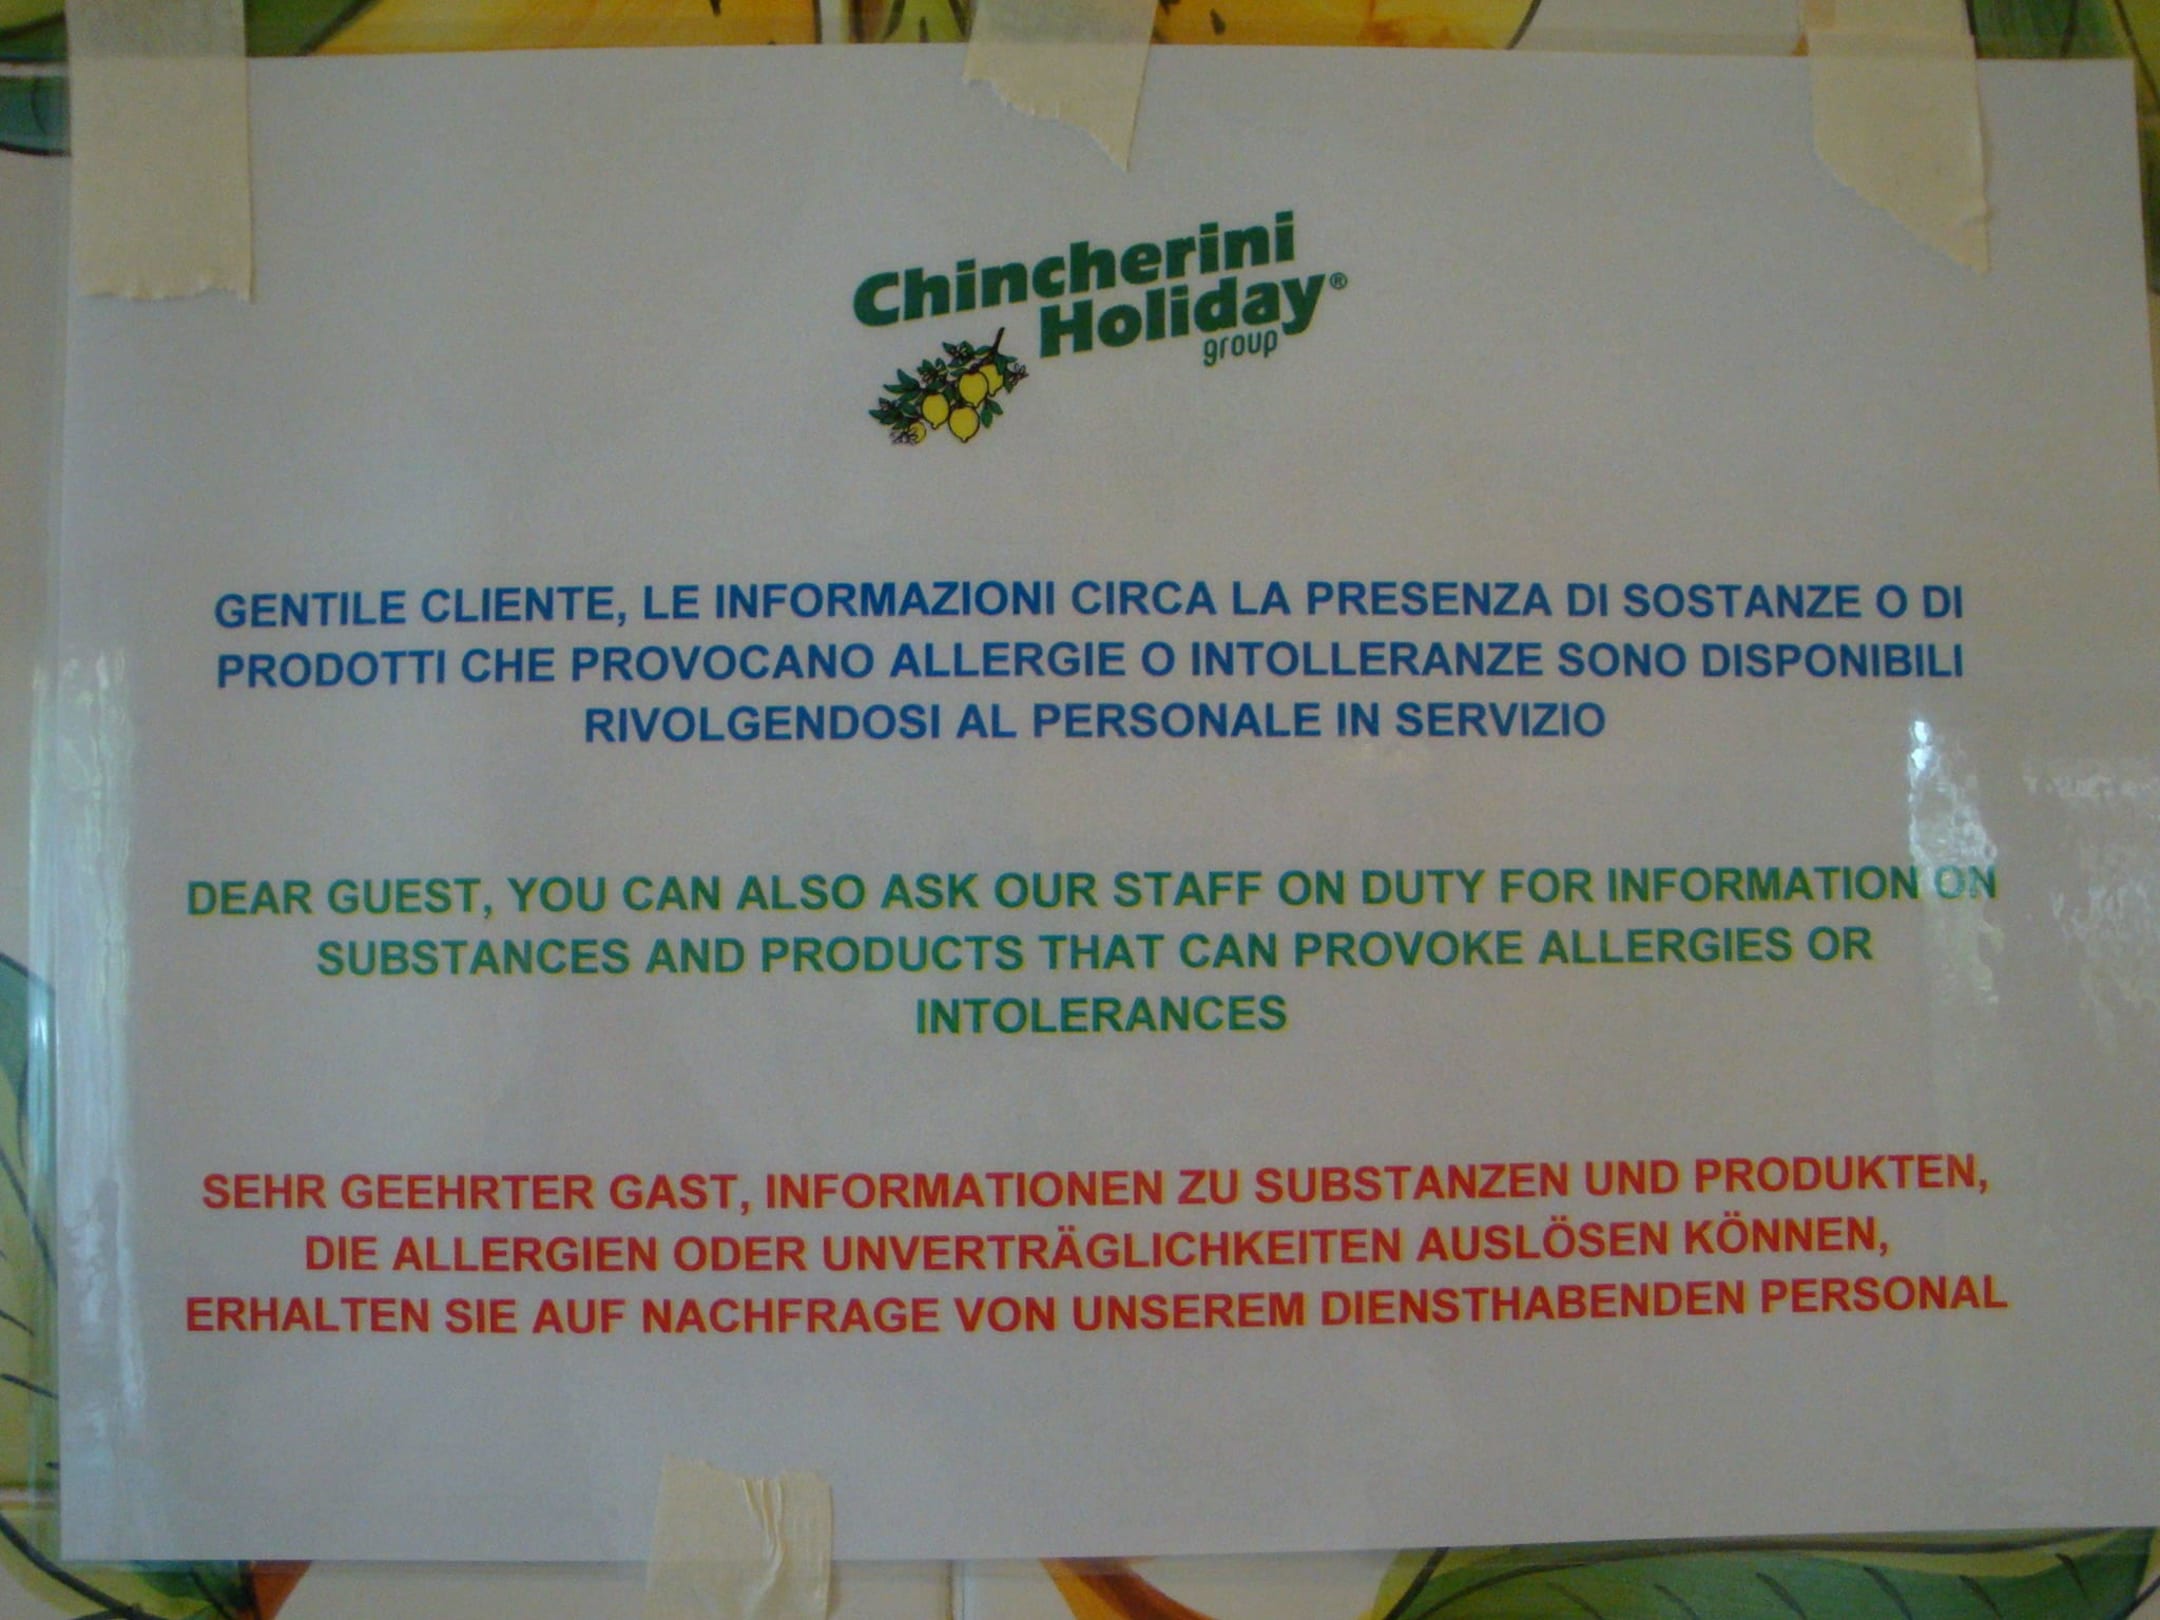 Chincherini
Holiday®
group
GENTILE CLIENTE, LE INFORMAZIONI CIRCA LA PRESENZA DI SOSTANZE O DI
PRODOTTI CHE PROVOCANO ALLERGIE O INTOLLERANZE SONO DISPONIBILI
RIVOLGENDOSI AL PERSONALE IN SERVIZIO
DEAR GUEST, YOU CAN ALSO ASK OUR STAFF ON DUTY FOR INFORMATION ON
SUBSTANCES AND PRODUCTS THAT CAN PROVOKE ALLERGIES OR
INTOLERANCES
SEHR GEEHRTER GAST, INFORMATIONEN ZU SUBSTANZEN UND PRODUKTEN,
DIE ALLERGIEN ODER UNVERTRÄGLICHKEITEN AUSLÖSEN KÖNNEN,
ERHALTEN SIE AUF NACHFRAGE VON UNSEREM DIENSTHABENDEN PERSONAL